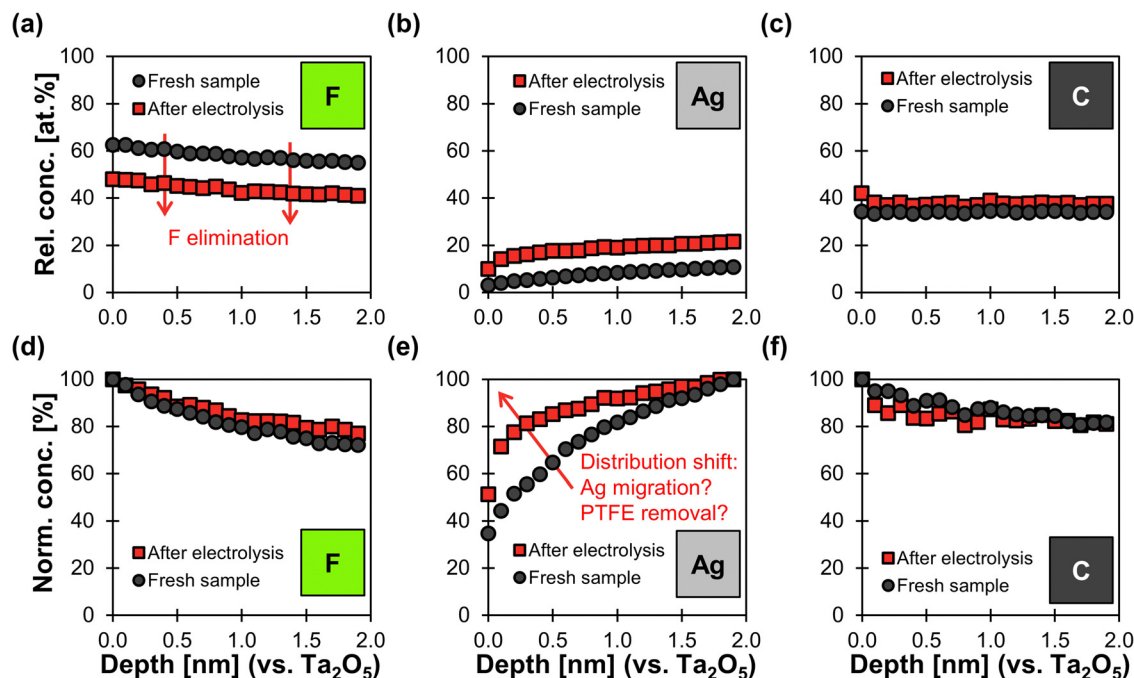 (a)
(b)
(c)
Rel. conc. [at.%]
100
80
60
40
20
0
Fresh sample
After electrolysis
F
F elimination
0.0 0.5 1.0 1.5 2.0
100
80
60
40
20
0
After electrolysis
Fresh sample
Ag
0.0 0.5 1.0 1.5 2.0
100
80
60
40
20
0
After electrolysis
Fresh sample
C
0.0 0.5 1.0 1.5 2.0
(d)
(e)
(f)
Norm. conc. [%]
100
80
60
40
20
0
After electrolysis
Fresh sample
F
0.0 0.5 1.0 1.5 2.0
Depth [nm] (vs. Ta₂O₅)
100
80
60
40
20
0
Distribution shift:
Ag migration?
PTFE removal?
After electrolysis
Fresh sample
Ag
0.0 0.5 1.0 1.5 2.0
Depth [nm] (vs. Ta₂O₅)
100
80
60
40
20
0
After electrolysis
Fresh sample
C
0.0 0.5 1.0 1.5 2.0
Depth [nm] (vs. Ta₂O₅)